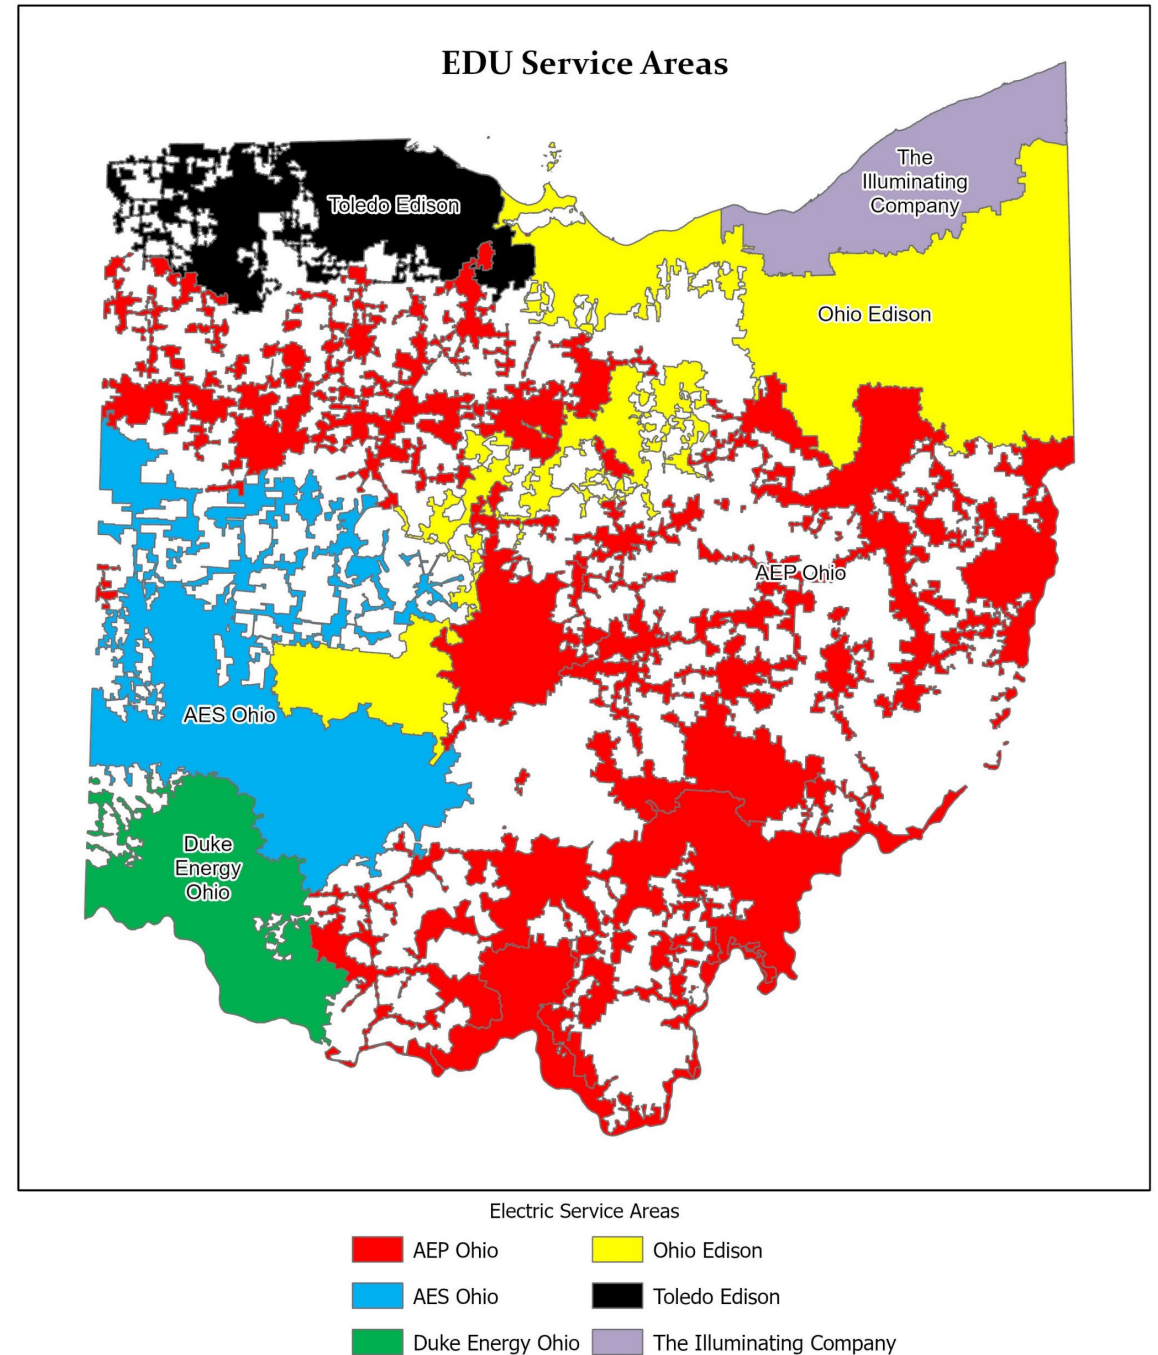 EDU Service Areas
The
Illuminating
Company
Toledo Edison
Ohio Edison
AEP Ohio
AES Ohio
Duke
Energy
Ohio
Electric Service Areas
AEP Ohio
Ohio Edison
AES Ohio
Toledo Edison
Duke Energy Ohio
The Illuminating Company